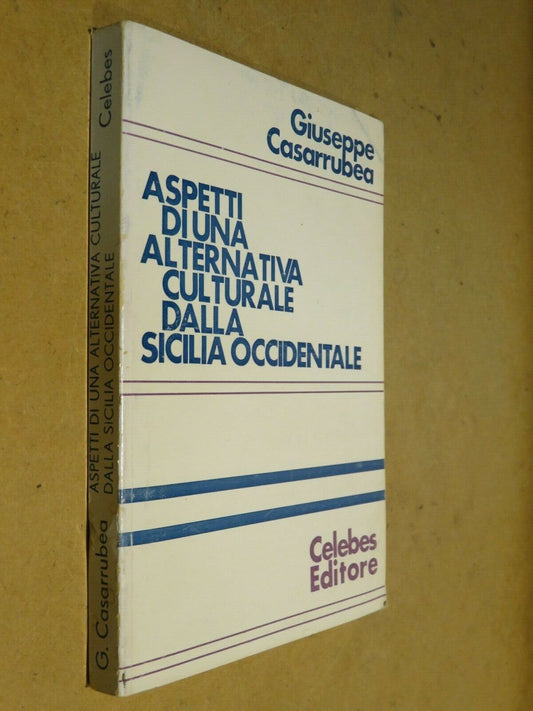 Giuseppe
Casarrubea
ASPETTI
DI UNA
ALTERNATIVA
CULTURALE
DALLA
SICILIA OCCIDENTALE
Celebes
Editore
G. Casarrubea
ASPETTI DI UNA ALTERNATIVA CULTURALE
DALLA SICILIA OCCIDENTALE
Celebes